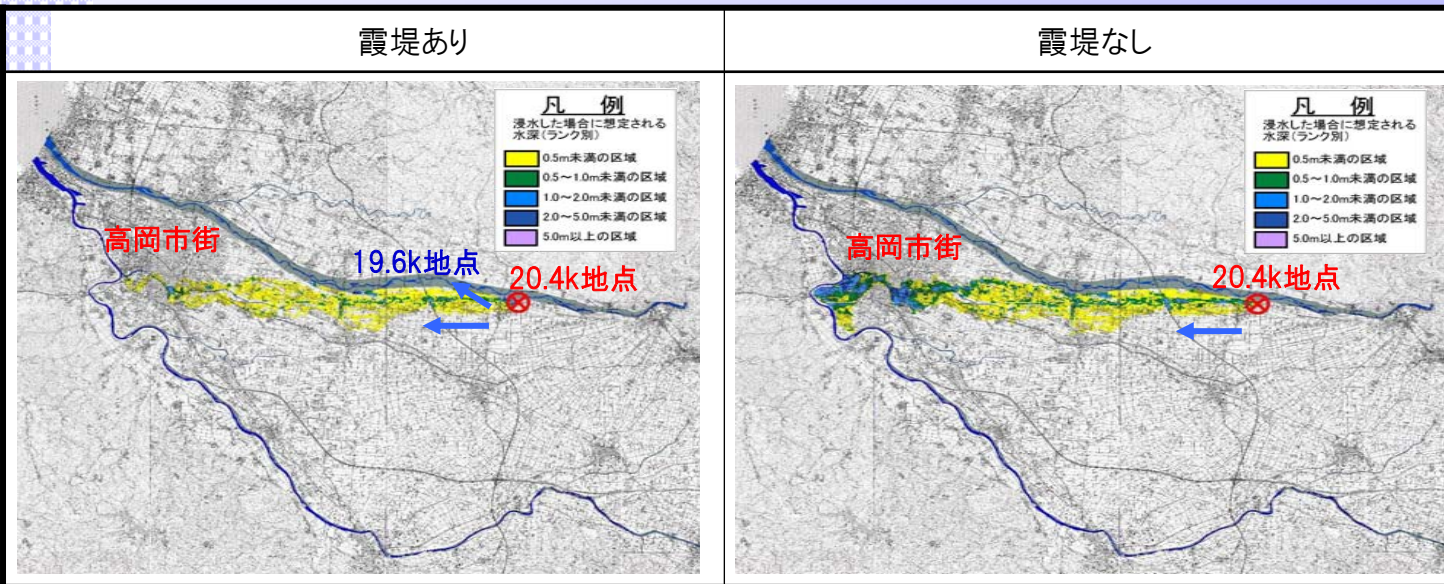 霞堤あり
霞堤なし
凡 例
浸水した場合に想定される
水深(ランク別)
0.5m未満の区域
0.5～1.0m未満の区域
1.0～2.0m未満の区域
2.0～5.0m未満の区域
5.0m以上の区域
高岡市街
19.6k地点
20.4k地点
凡 例
浸水した場合に想定される
水深(ランク別)
0.5m未満の区域
0.5～1.0m未満の区域
1.0～2.0m未満の区域
2.0～5.0m未満の区域
5.0m以上の区域
高岡市街
20.4k地点